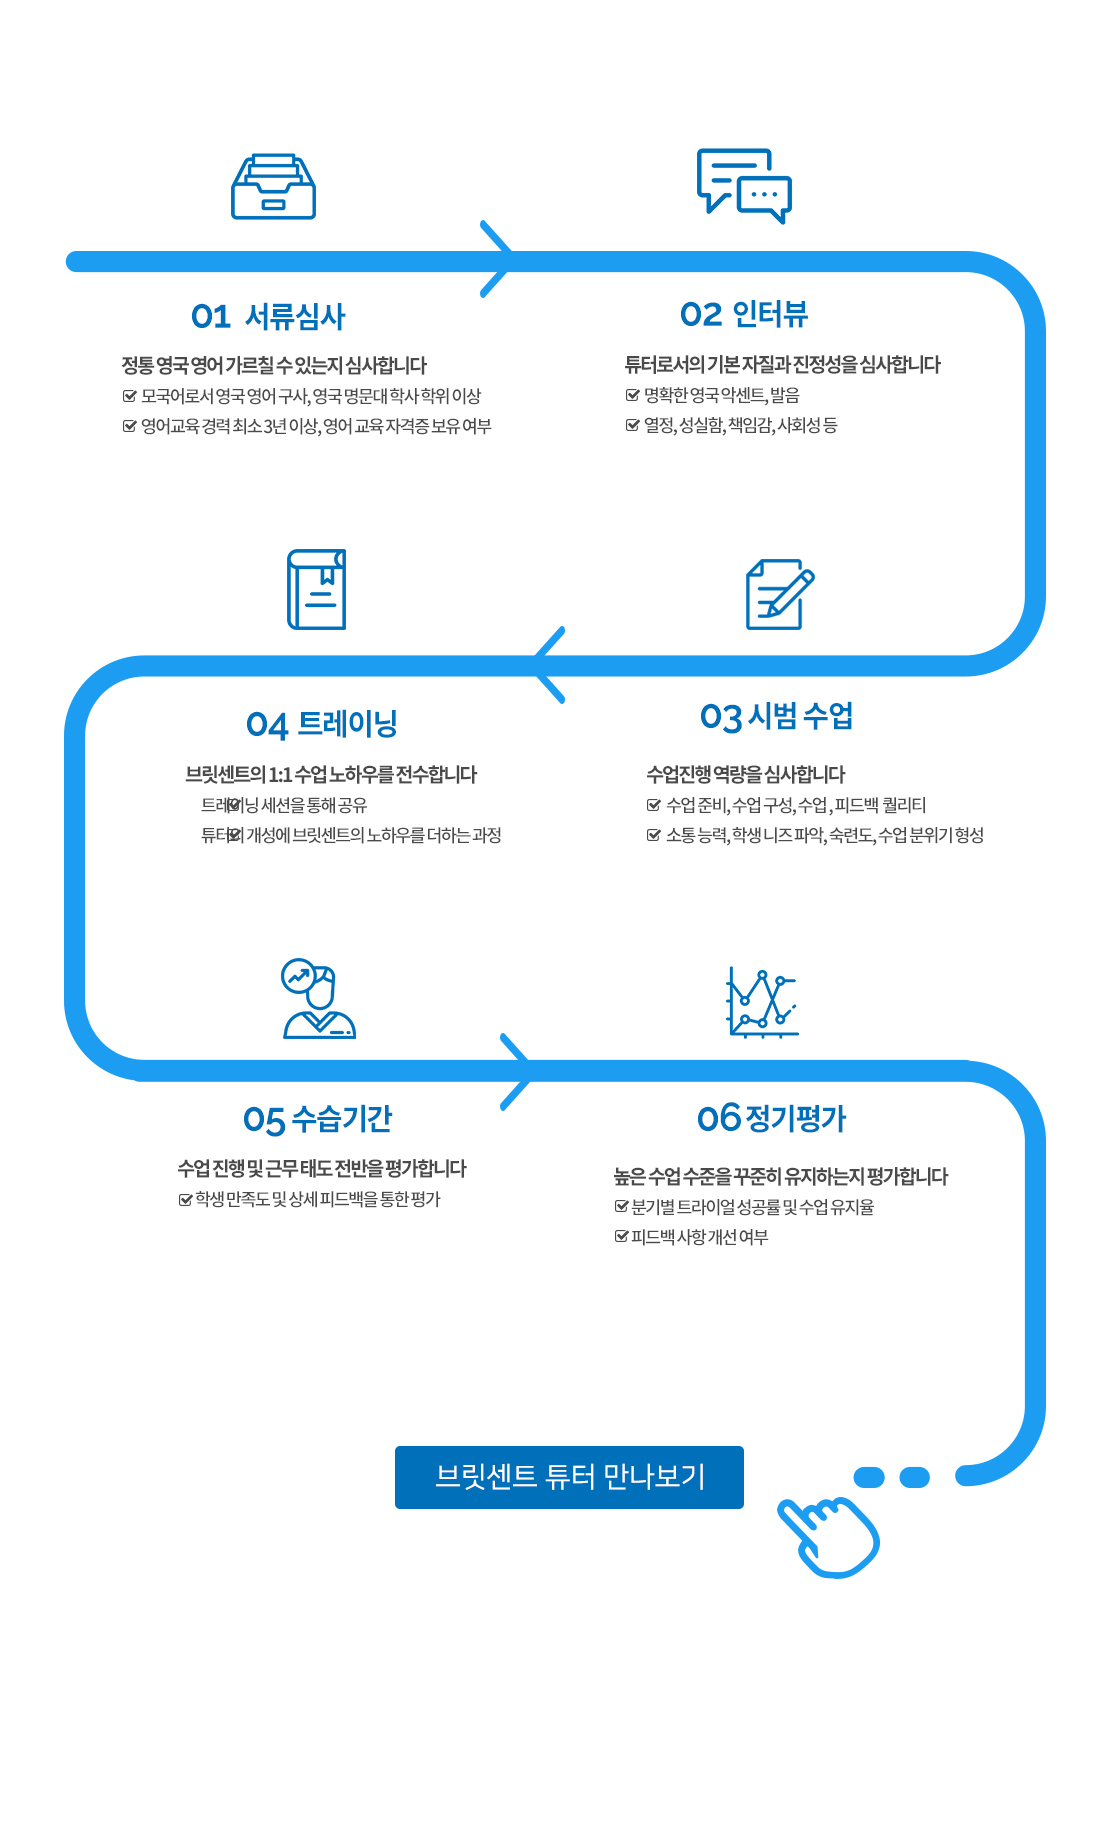 01 서류심사
정통 영국 영어 가르칠 수 있는지 심사합니다
모국어로서 영국 영어 구사, 영국 명문대 학사 학위 이상
영어교육 경력 최소 3년 이상, 영어 교육 자격증 보유 여부
02 인터뷰
튜터로서의 기본 자질과 진정성을 심사합니다
명확한 영국 악센트, 발음
열정, 성실함, 책임감, 사회성 등
03 시범 수업
수업진행 역량을 심사합니다
수업 준비, 수업 구성, 수업 , 피드백 퀄리티
소통 능력, 학생 니즈 파악, 숙련도, 수업 분위기 형성
04 트레이닝
브릿센트의 1:1 수업 노하우를 전수합니다
트레이닝 세션을 통해 공유
튜터의 개성에 브릿센트의 노하우를 더하는 과정
05 수습기간
수업 진행 및 근무 태도 전반을 평가합니다
학생 만족도 및 상세 피드백을 통한 평가
06 정기평가
높은 수업 수준을 꾸준히 유지하는지 평가합니다
분기별 트라이얼 성공률 및 수업 유지율
피드백 사항 개선 여부
브릿센트 튜터 만나보기